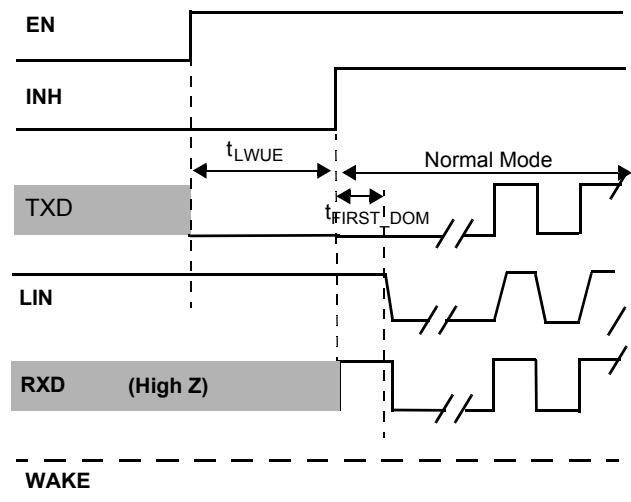 EN
INH
tLWUE
Normal Mode
TXD
tFIRST_DOM
LIN
RXD (High Z)
WAKE